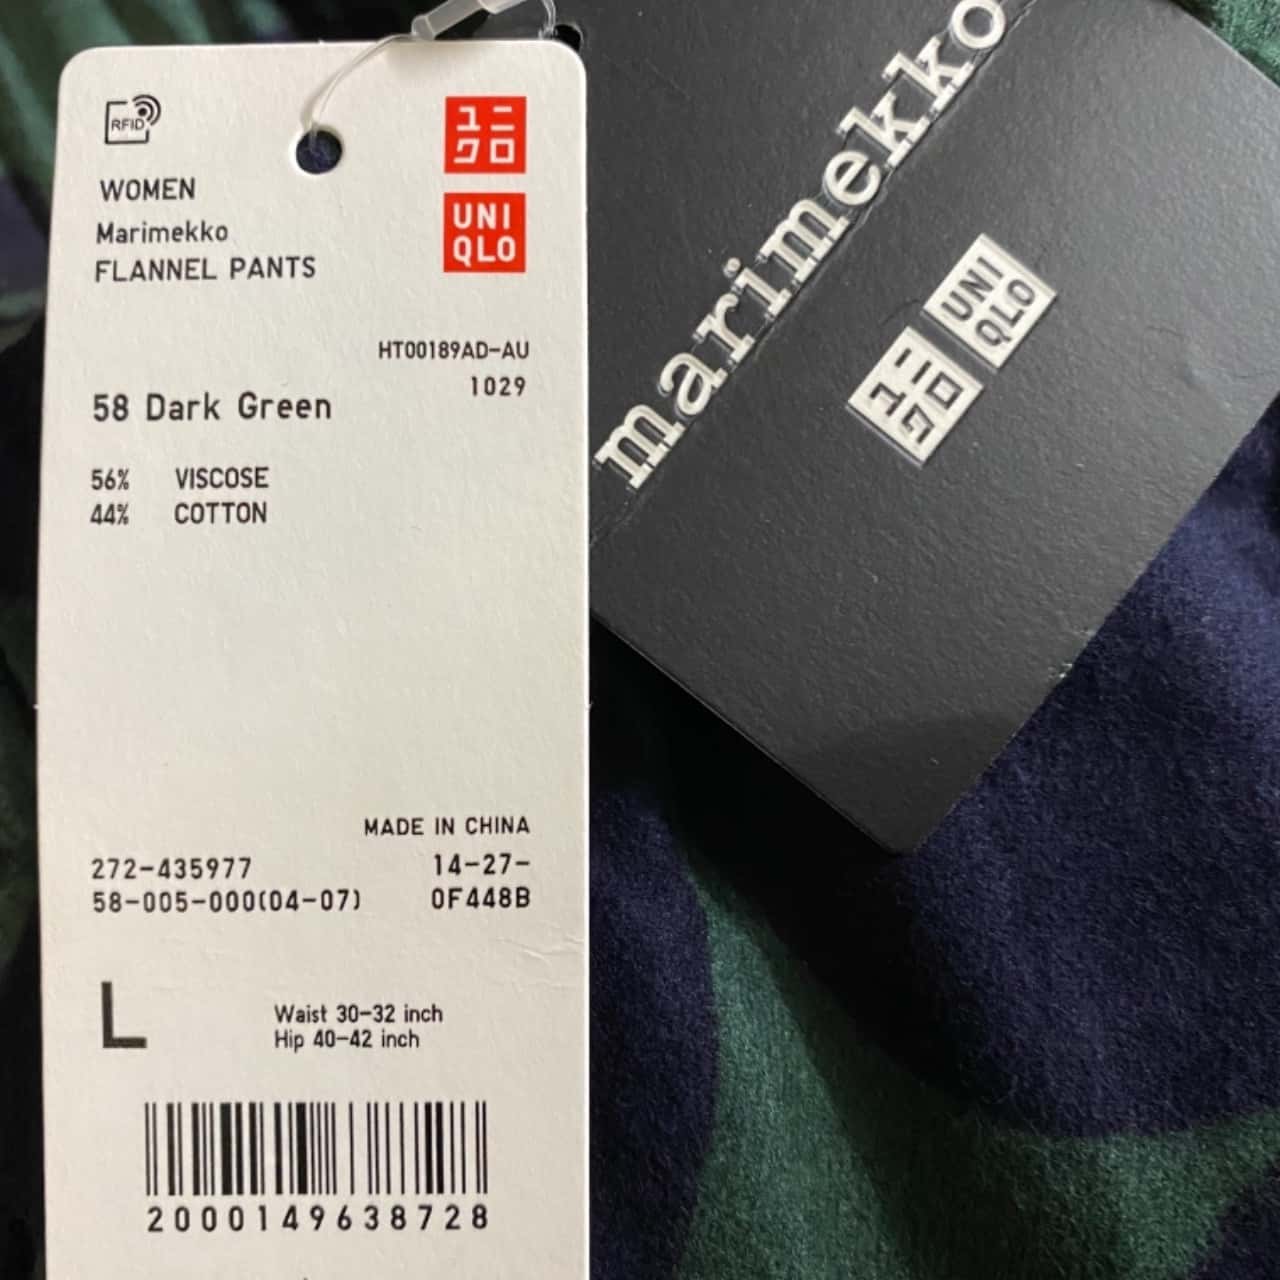 RFID
ユニ
クロ
UNI
QLO
WOMEN
Marimekko
FLANNEL PANTS
HT00189AD-AU
1029
58 Dark Green
56% VISCOSE
44% COTTON
MADE IN CHINA
272-435977 14-27-
58-005-000(04-07) 0F448B
L
Waist 30-32 inch
Hip 40-42 inch
2000149638728
marimekko
ユニ
クロ
UNI
QLO